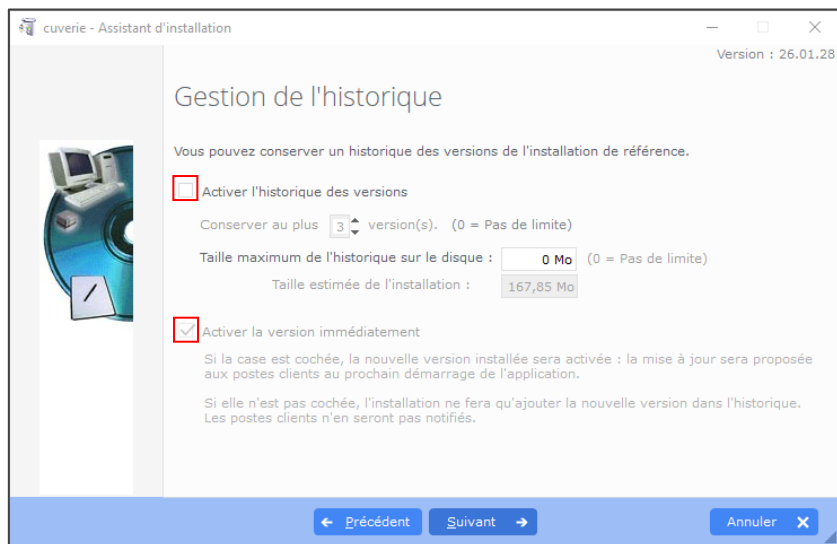 cuverie - Assistant d'installation
Version : 26.01.28
Gestion de l'historique
Vous pouvez conserver un historique des versions de l'installation de référence.
Activer l'historique des versions
Conserver au plus 3 version(s). (0 = Pas de limite)
Taille maximum de l'historique sur le disque : 0 Mo (0 = Pas de limite)
Taille estimée de l'installation : 167,85 Mo
Activer la version immédiatement
Si la case est cochée, la nouvelle version installée sera activée : la mise à jour sera proposée
aux postes clients au prochain démarrage de l'application.
Si elle n'est pas cochée, l'installation ne fera qu'ajouter la nouvelle version dans l'historique.
Les postes clients n'en seront pas notifiés.
Précédent Suivant Annuler